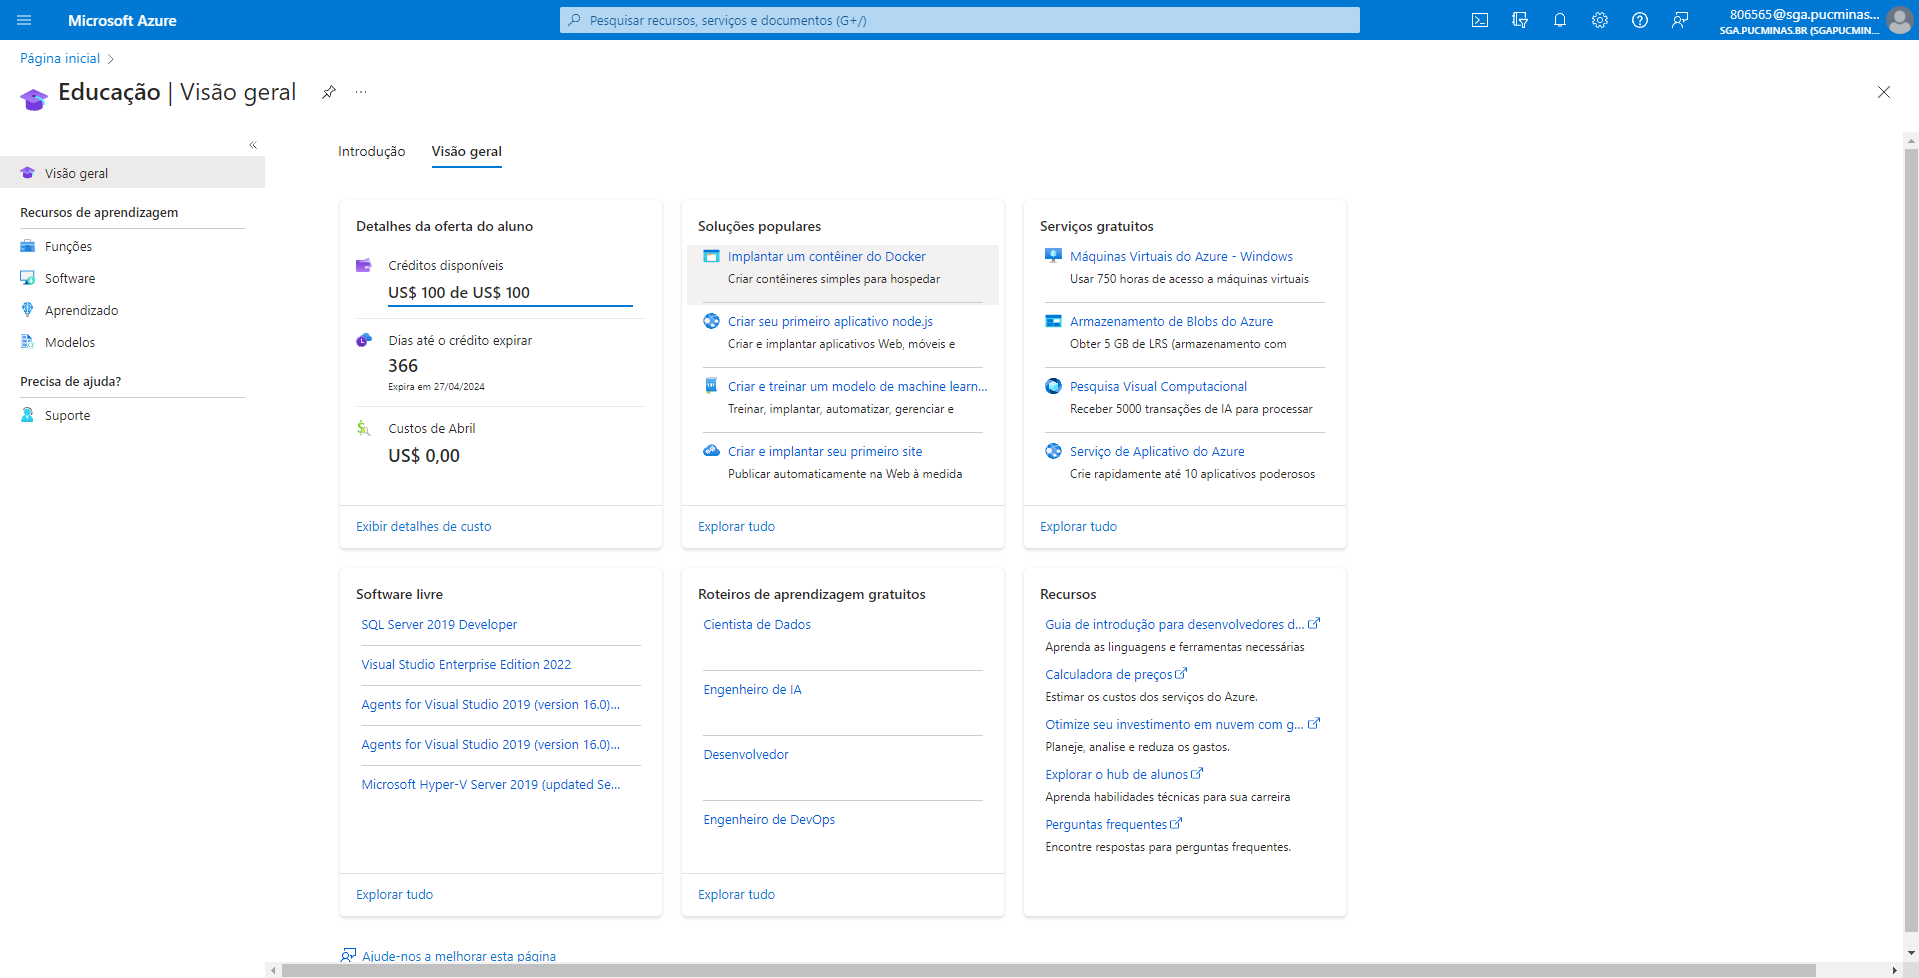 Microsoft Azure
Pesquisar recursos, serviços e documentos (G+/)
806565@sga.pucminas...
SGA.PUCMINAS.BR (SGAPUCMIN...
Página inicial
Educação | Visão geral
...
«
Visão geral
Recursos de aprendizagem
Funções
Software
Aprendizado
Modelos
Precisa de ajuda?
Suporte
Introdução
Visão geral
Detalhes da oferta do aluno
Créditos disponíveis
US$ 100 de US$ 100
Dias até o crédito expirar
366
Expira em 27/04/2024
Custos de Abril
US$ 0,00
Exibir detalhes de custo
Soluções populares
Implantar um contêiner do Docker
Criar contêineres simples para hospedar
Criar seu primeiro aplicativo node.js
Criar e implantar aplicativos Web, móveis e
Criar e treinar um modelo de machine learn...
Treinar, implantar, automatizar, gerenciar e
Criar e implantar seu primeiro site
Publicar automaticamente na Web à medida
Explorar tudo
Serviços gratuitos
Máquinas Virtuais do Azure - Windows
Usar 750 horas de acesso a máquinas virtuais
Armazenamento de Blobs do Azure
Obter 5 GB de LRS (armazenamento com
Pesquisa Visual Computacional
Receber 5000 transações de IA para processar
Serviço de Aplicativo do Azure
Crie rapidamente até 10 aplicativos poderosos
Explorar tudo
Software livre
SQL Server 2019 Developer
Visual Studio Enterprise Edition 2022
Agents for Visual Studio 2019 (version 16.0)...
Agents for Visual Studio 2019 (version 16.0)...
Microsoft Hyper-V Server 2019 (updated Se...
Explorar tudo
Roteiros de aprendizagem gratuitos
Cientista de Dados
Engenheiro de IA
Desenvolvedor
Engenheiro de DevOps
Explorar tudo
Recursos
Guia de introdução para desenvolvedores d...
Aprenda as linguagens e ferramentas necessárias
Calculadora de preços
Estimar os custos dos serviços do Azure.
Otimize seu investimento em nuvem com g...
Planeje, analise e reduza os gastos.
Explorar o hub de alunos
Aprenda habilidades técnicas para sua carreira
Perguntas frequentes
Encontre respostas para perguntas frequentes.
Ajude-nos a melhorar esta página